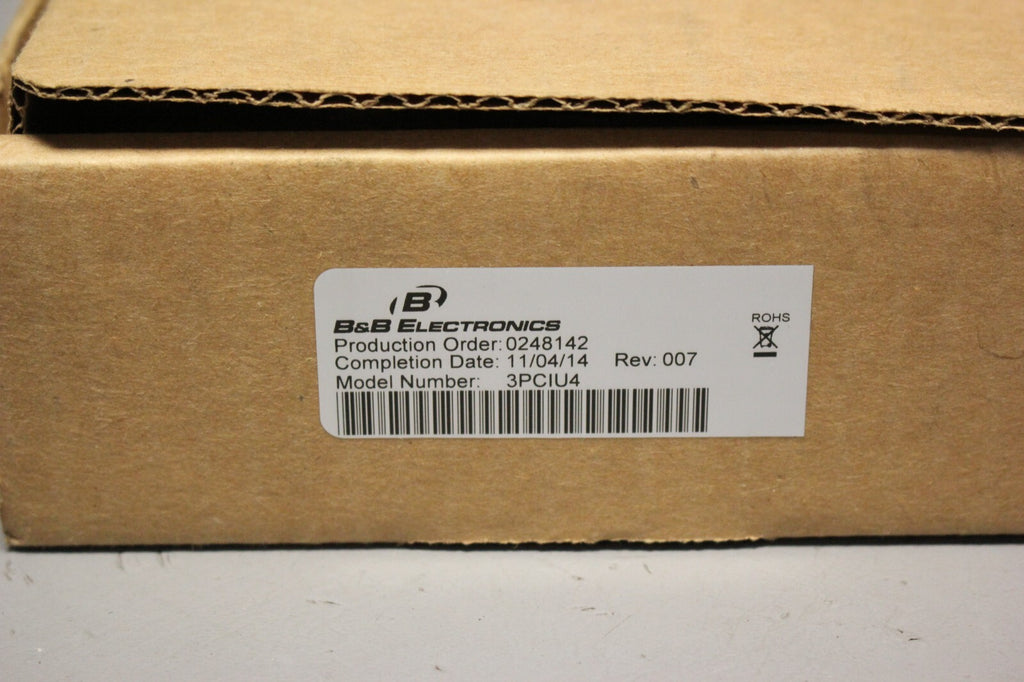 B
B&B ELECTRONICS
Production Order: 0248142
Completion Date: 11/04/14 Rev: 007
Model Number: 3PCIU4
ROHS